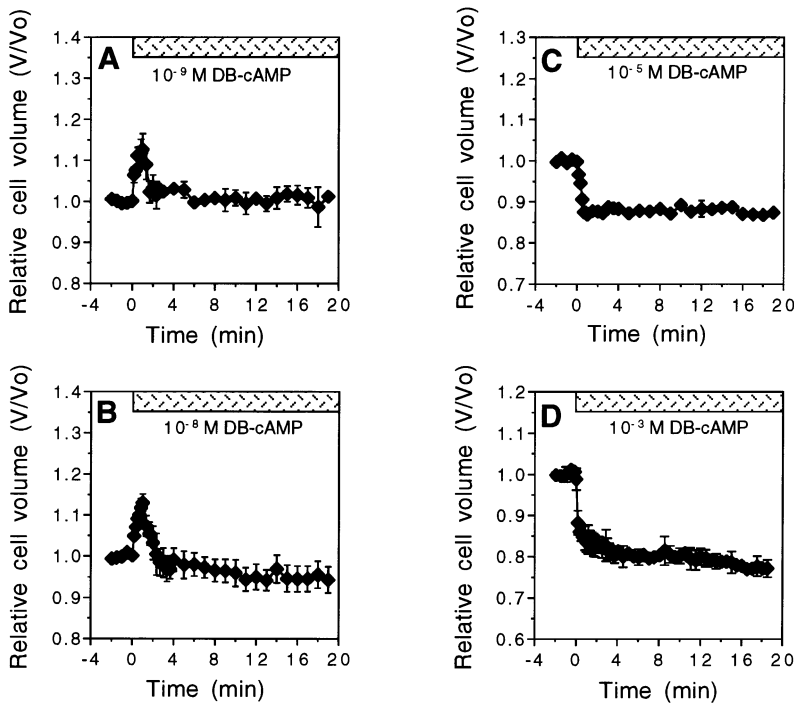 A
10⁻⁹ M DB-cAMP
Relative cell volume (V/Vo)
1.4
1.3
1.2
1.1
1.0
0.9
0.8
-4 0 4 8 12 16 20
Time (min)
C
10⁻⁵ M DB-cAMP
Relative cell volume (V/Vo)
1.3
1.2
1.1
1.0
0.9
0.8
0.7
-4 0 4 8 12 16 20
Time (min)
B
10⁻⁸ M DB-cAMP
Relative cell volume (V/Vo)
1.4
1.3
1.2
1.1
1.0
0.9
0.8
-4 0 4 8 12 16 20
Time (min)
D
10⁻³ M DB-cAMP
Relative cell volume (V/Vo)
1.2
1.1
1.0
0.9
0.8
0.7
0.6
-4 0 4 8 12 16 20
Time (min)